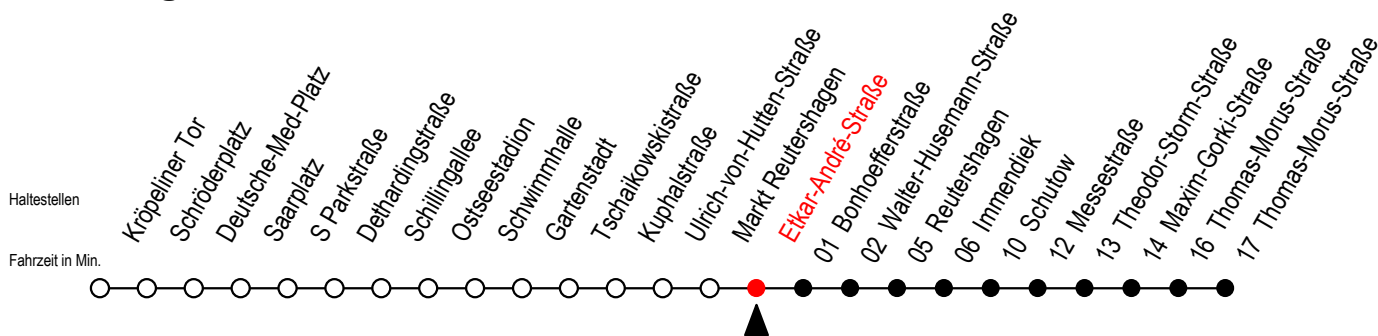 Haltestellen
Fahrzeit in Min.
Kröpeliner Tor
Schröderplatz
Deutsche-Med-Platz
Saarplatz
S Parkstraße
Dethardingstraße
Schillingallee
Ostseestadion
Schwimmhalle
Gartenstadt
Tschaikowskistraße
Kuphalstraße
Ulrich-von-Hutten-Straße
Markt Reutershagen
Etkar-André-Straße
01 Bonhoefferstraße
02 Walter-Husemann-Straße
05 Reutershagen
06 Immendiek
10 Schutow
12 Messestraße
13 Theodor-Storm-Straße
14 Maxim-Gorki-Straße
16 Thomas-Morus-Straße
17 Thomas-Morus-Straße